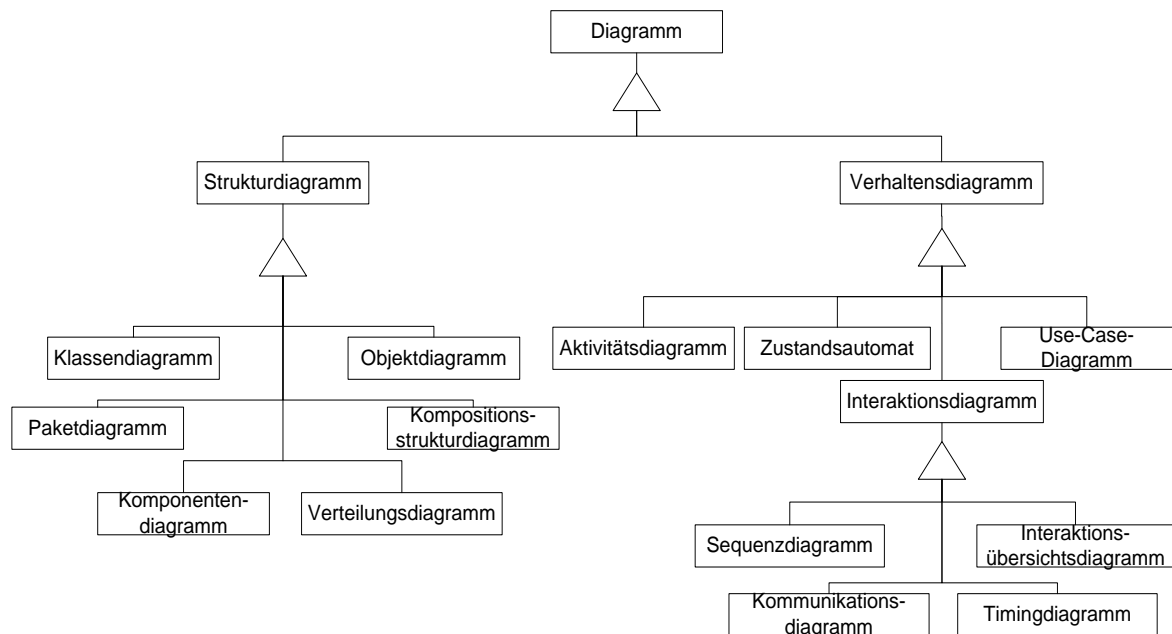 Diagramm
Strukturdiagramm
Verhaltensdiagramm
Klassendiagramm
Objektdiagramm
Aktivitätsdiagramm
Zustandsautomat
Use-Case-
Diagramm
Paketdiagramm
Kompositions-
strukturdiagramm
Interaktionsdiagramm
Komponenten-
diagramm
Verteilungsdiagramm
Sequenzdiagramm
Interaktions-
übersichtsdiagramm
Kommunikations-
diagramm
Timingdiagramm